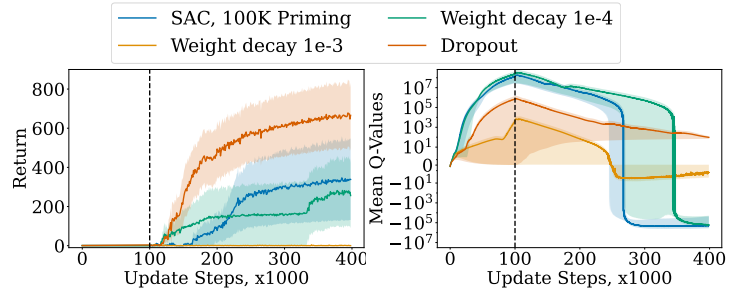 SAC, 100K Priming
Weight decay 1e-3
Weight decay 1e-4
Dropout
Return
800
600
400
200
0
0 100 200 300 400
Update Steps, x1000
Mean Q-Values
10^7
10^5
10^3
10^1
0
−10^1
−10^3
−10^5
−10^7
0 100 200 300 400
Update Steps, x1000